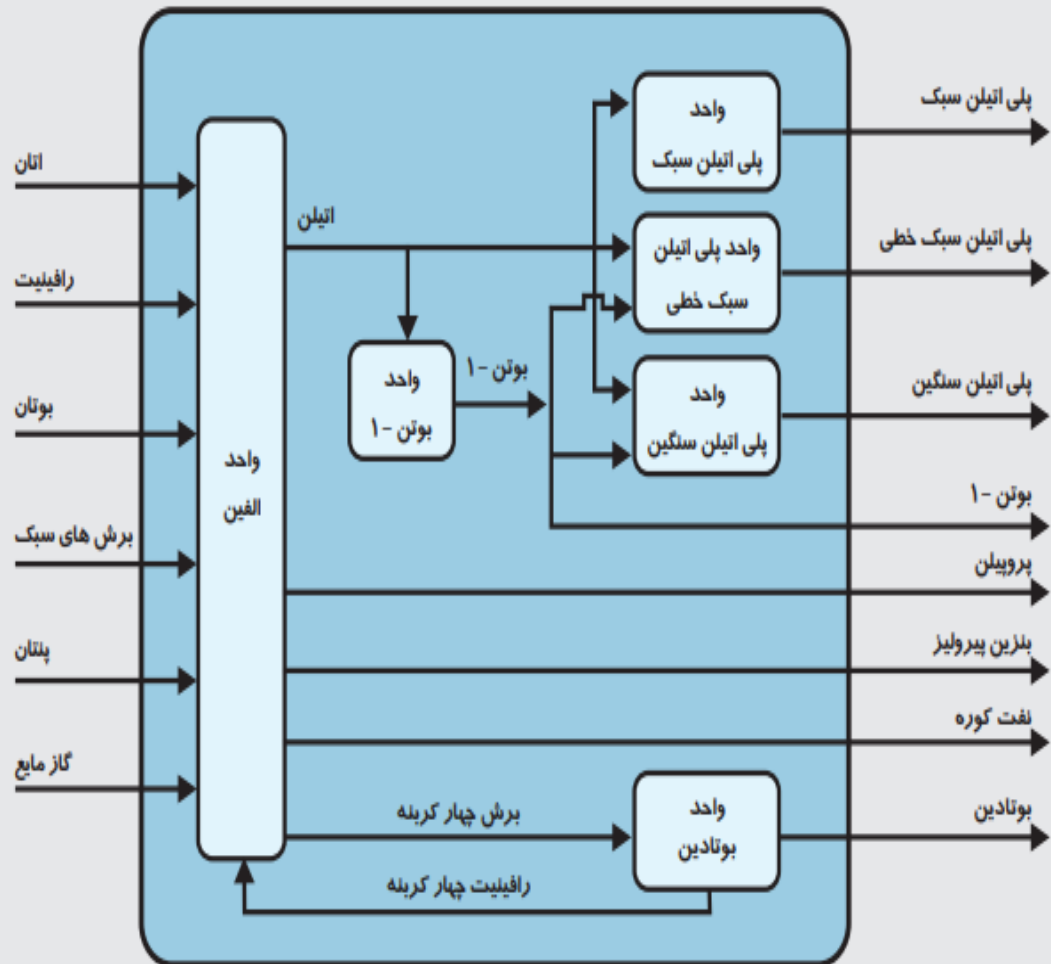 اتان
رافینیت
بوتان
برش های سبک
پنتان
گاز مایع
واحد
الفین
اتیلن
واحد
بوتن -۱
بوتن -۱
واحد
پلی اتیلن سبک
واحد پلی اتیلن
سبک خطی
واحد
پلی اتیلن سنگین
برش چهار کربنه
رافینیت چهار کربنه
واحد
بوتادین
پلی اتیلن سبک
پلی اتیلن سبک خطی
پلی اتیلن سنگین
بوتن -۱
پروپیلن
بنزین پیرولیز
نفت کوره
بوتادین